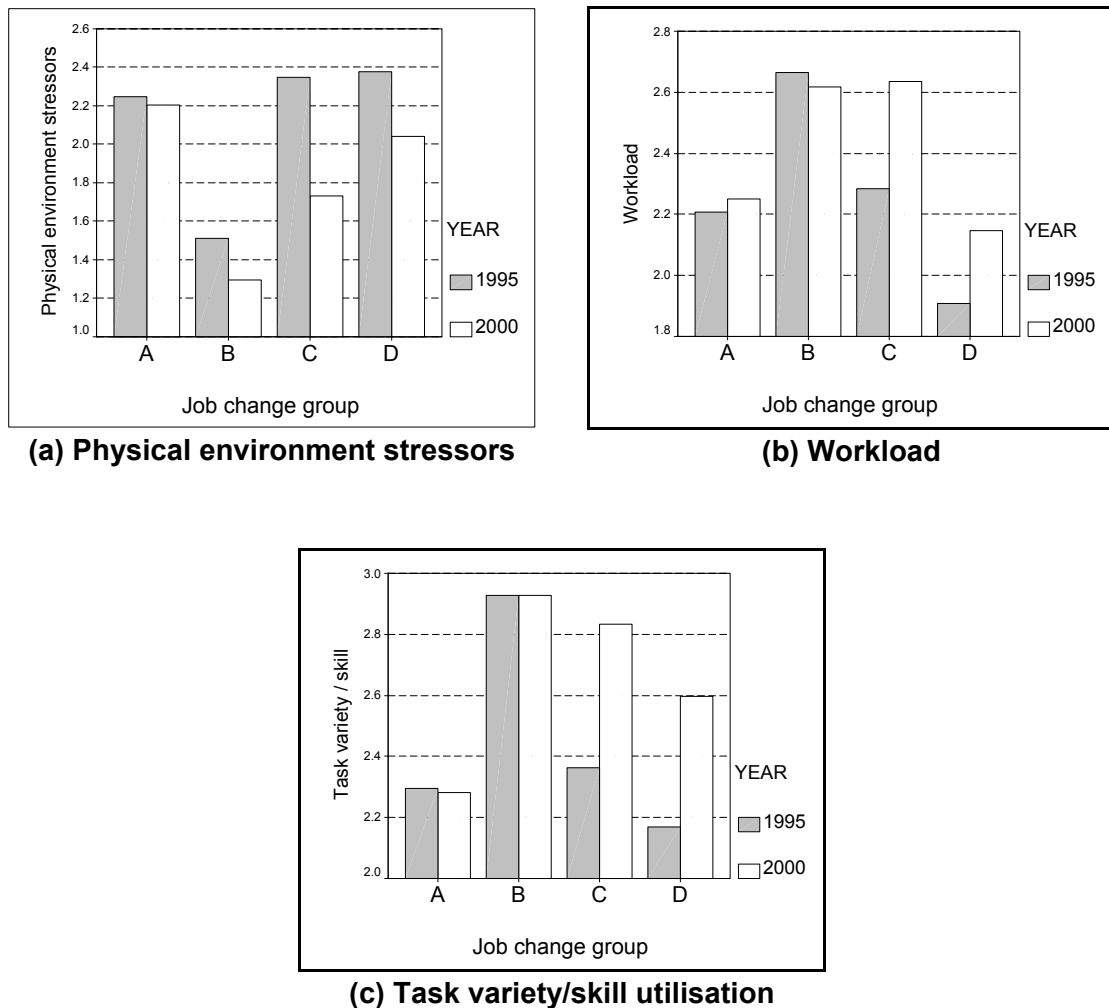 Physical environment stressors
2.6
2.4
2.2
2.0
1.8
1.6
1.4
1.2
1.0
A B C D
Job change group
YEAR
1995
2000
(a) Physical environment stressors
Workload
2.8
2.6
2.4
2.2
2.0
1.8
A B C D
Job change group
YEAR
1995
2000
(b) Workload
Task variety / skill
3.0
2.8
2.6
2.4
2.2
2.0
A B C D
Job change group
YEAR
1995
2000
(c) Task variety/skill utilisation